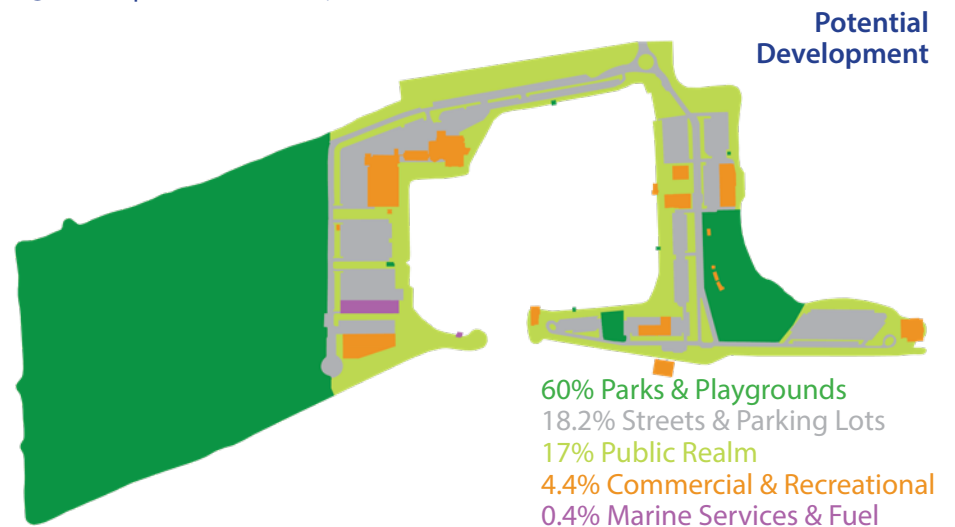 Potential
Development
60% Parks & Playgrounds
18.2% Streets & Parking Lots
17% Public Realm
4.4% Commercial & Recreational
0.4% Marine Services & Fuel